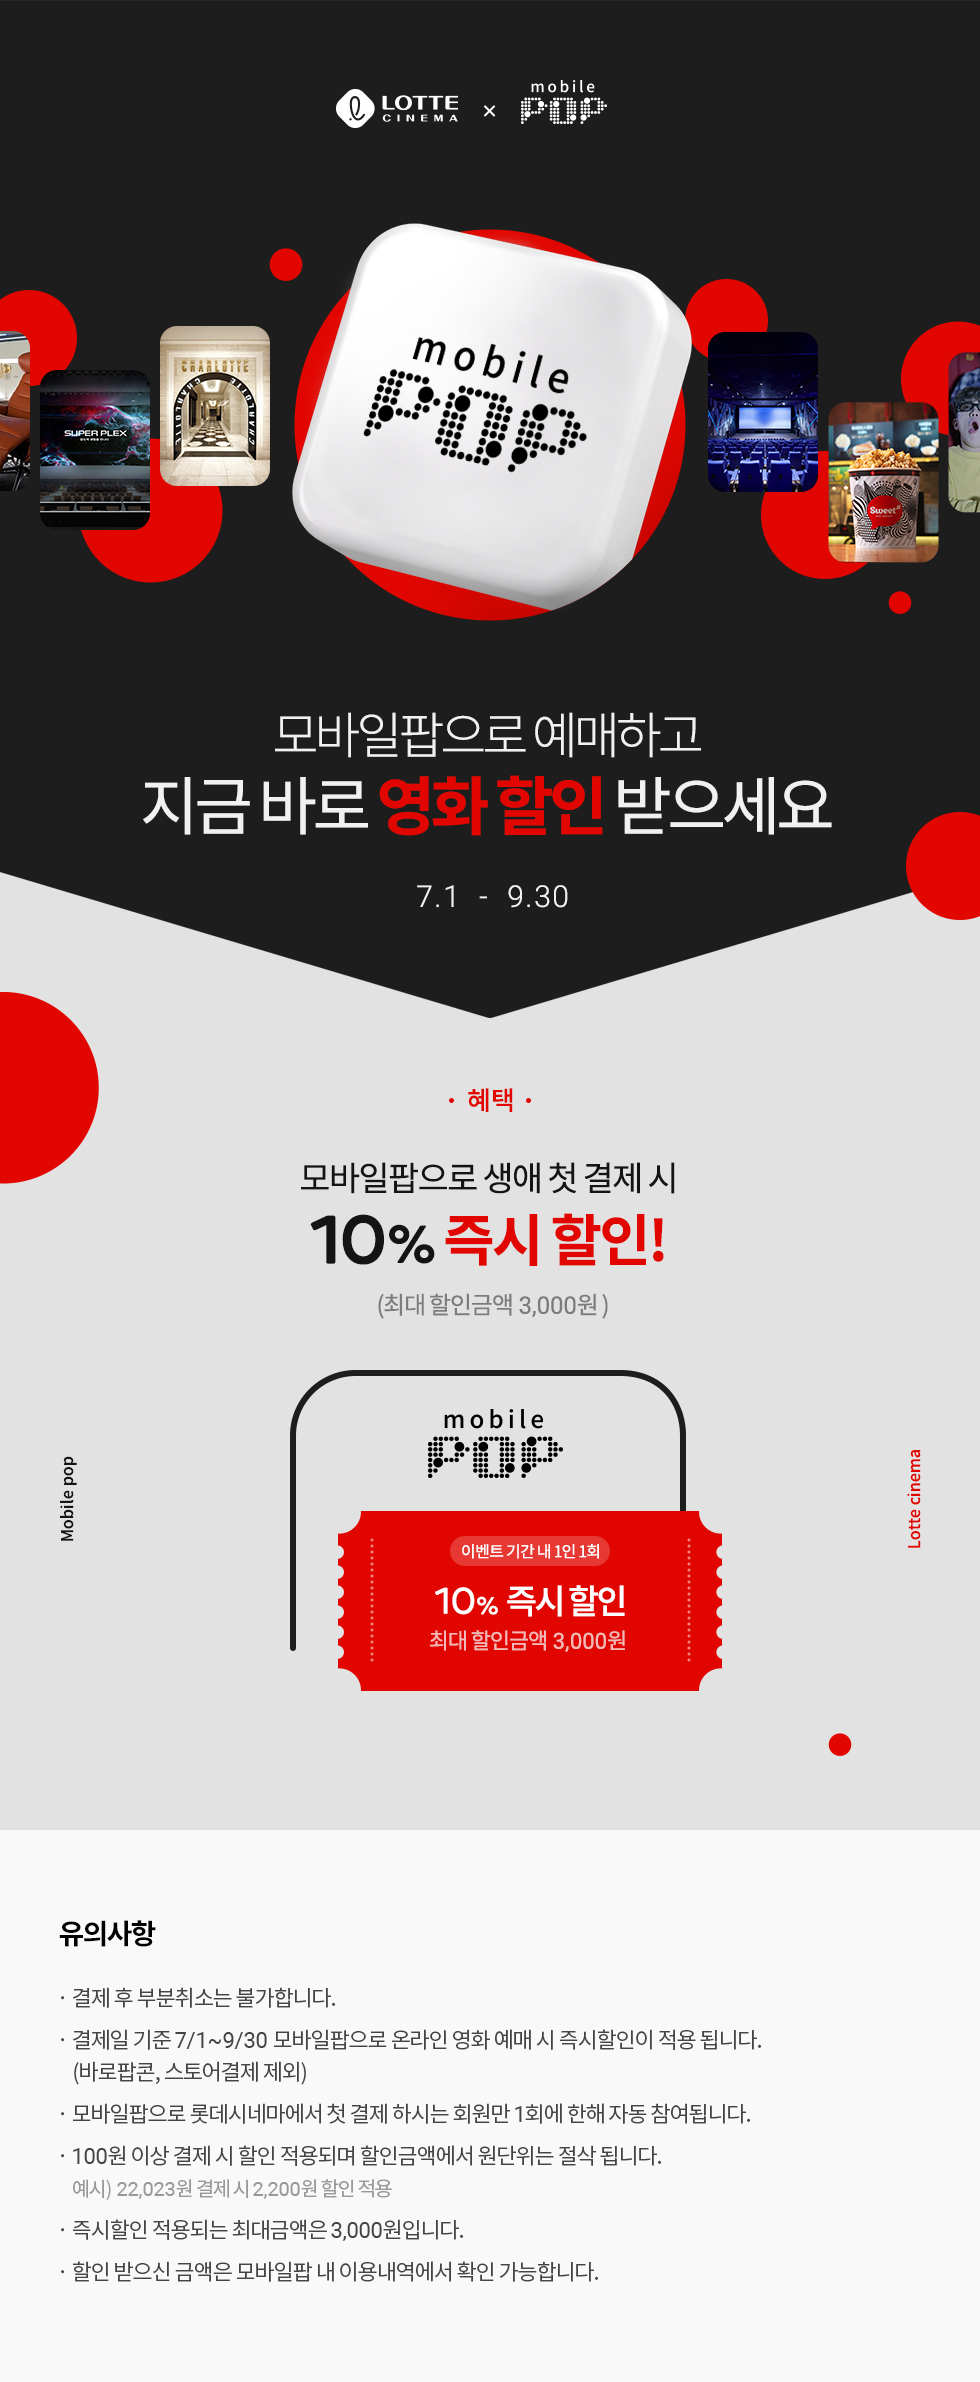 LOTTE
CINEMA
×
mobile
POP
mobile
POP
SUPER PLEX
CHARLOTTE
CHARLOTTE
Sweet
모바일팝으로 예매하고
지금 바로 영화 할인 받으세요
7.1 - 9.30
· 혜택 ·
모바일팝으로 생애 첫 결제 시
10% 즉시 할인!
(최대 할인금액 3,000원)
mobile
POP
Mobile pop
Lotte cinema
이벤트 기간 내 1인 1회
10% 즉시 할인
최대 할인금액 3,000원
유의사항
· 결제 후 부분취소는 불가합니다.
· 결제일 기준 7/1~9/30 모바일팝으로 온라인 영화 예매 시 즉시할인이 적용 됩니다.
(바로팝콘, 스토어결제 제외)
· 모바일팝으로 롯데시네마에서 첫 결제 하시는 회원만 1회에 한해 자동 참여됩니다.
· 100원 이상 결제 시 할인 적용되며 할인금액에서 원단위는 절삭 됩니다.
예시) 22,023원 결제 시 2,200원 할인 적용
· 즉시할인 적용되는 최대금액은 3,000원입니다.
· 할인 받으신 금액은 모바일팝 내 이용내역에서 확인 가능합니다.